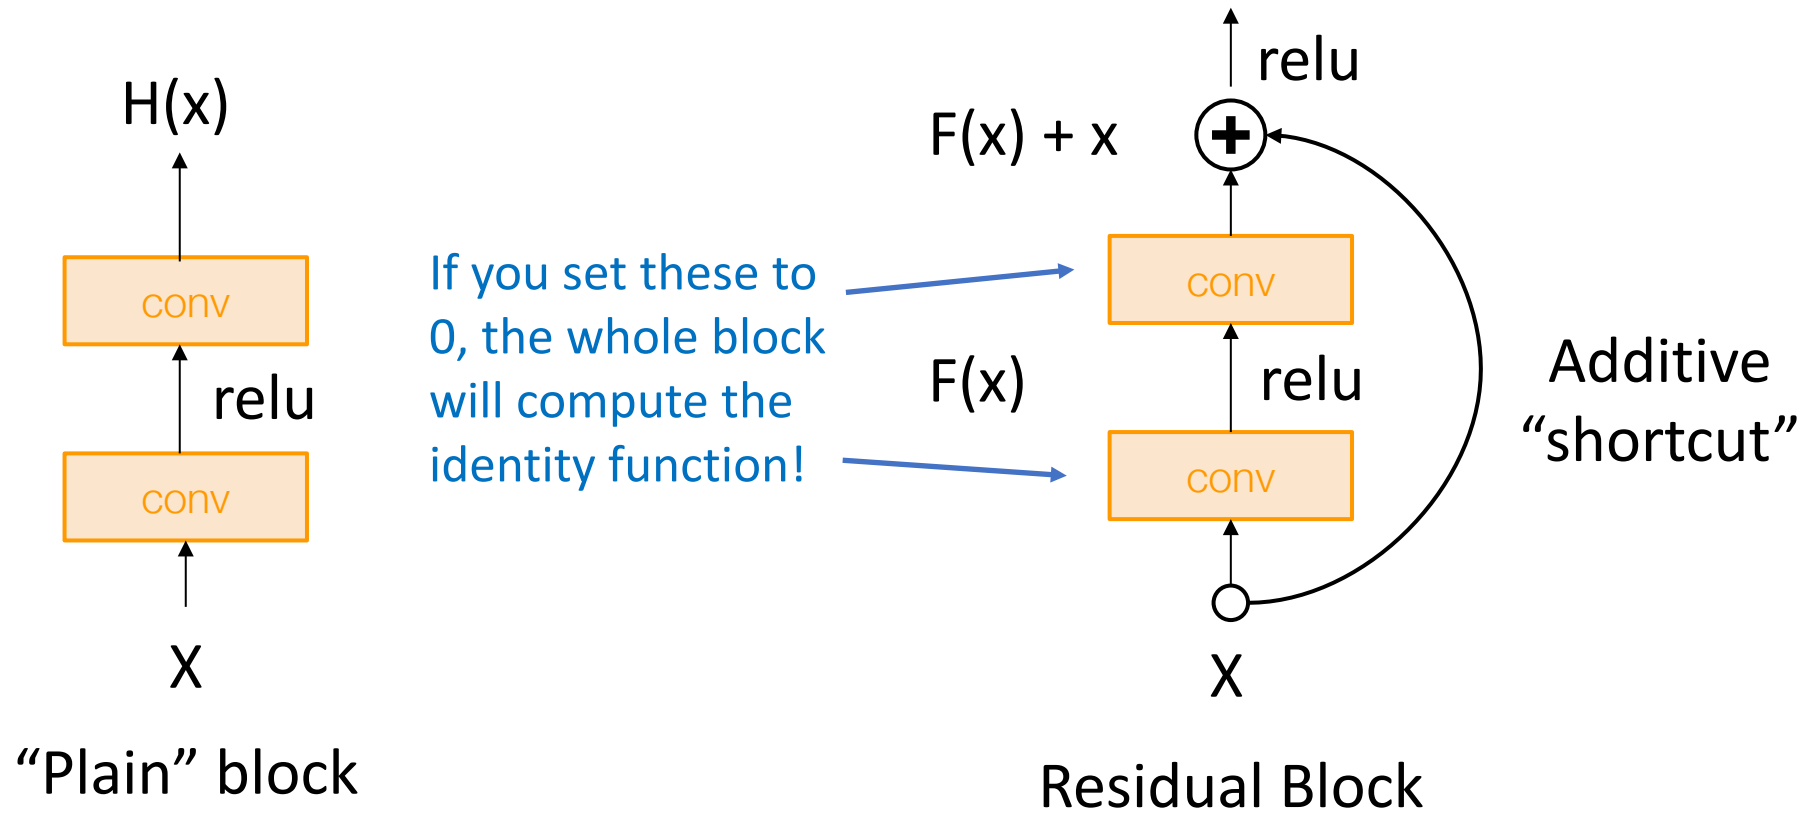 H(x)
conv
relu
conv
X
“Plain” block
If you set these to
0, the whole block
will compute the
identity function!
relu
F(x) + x
conv
F(x)
relu
conv
X
Residual Block
Additive
“shortcut”